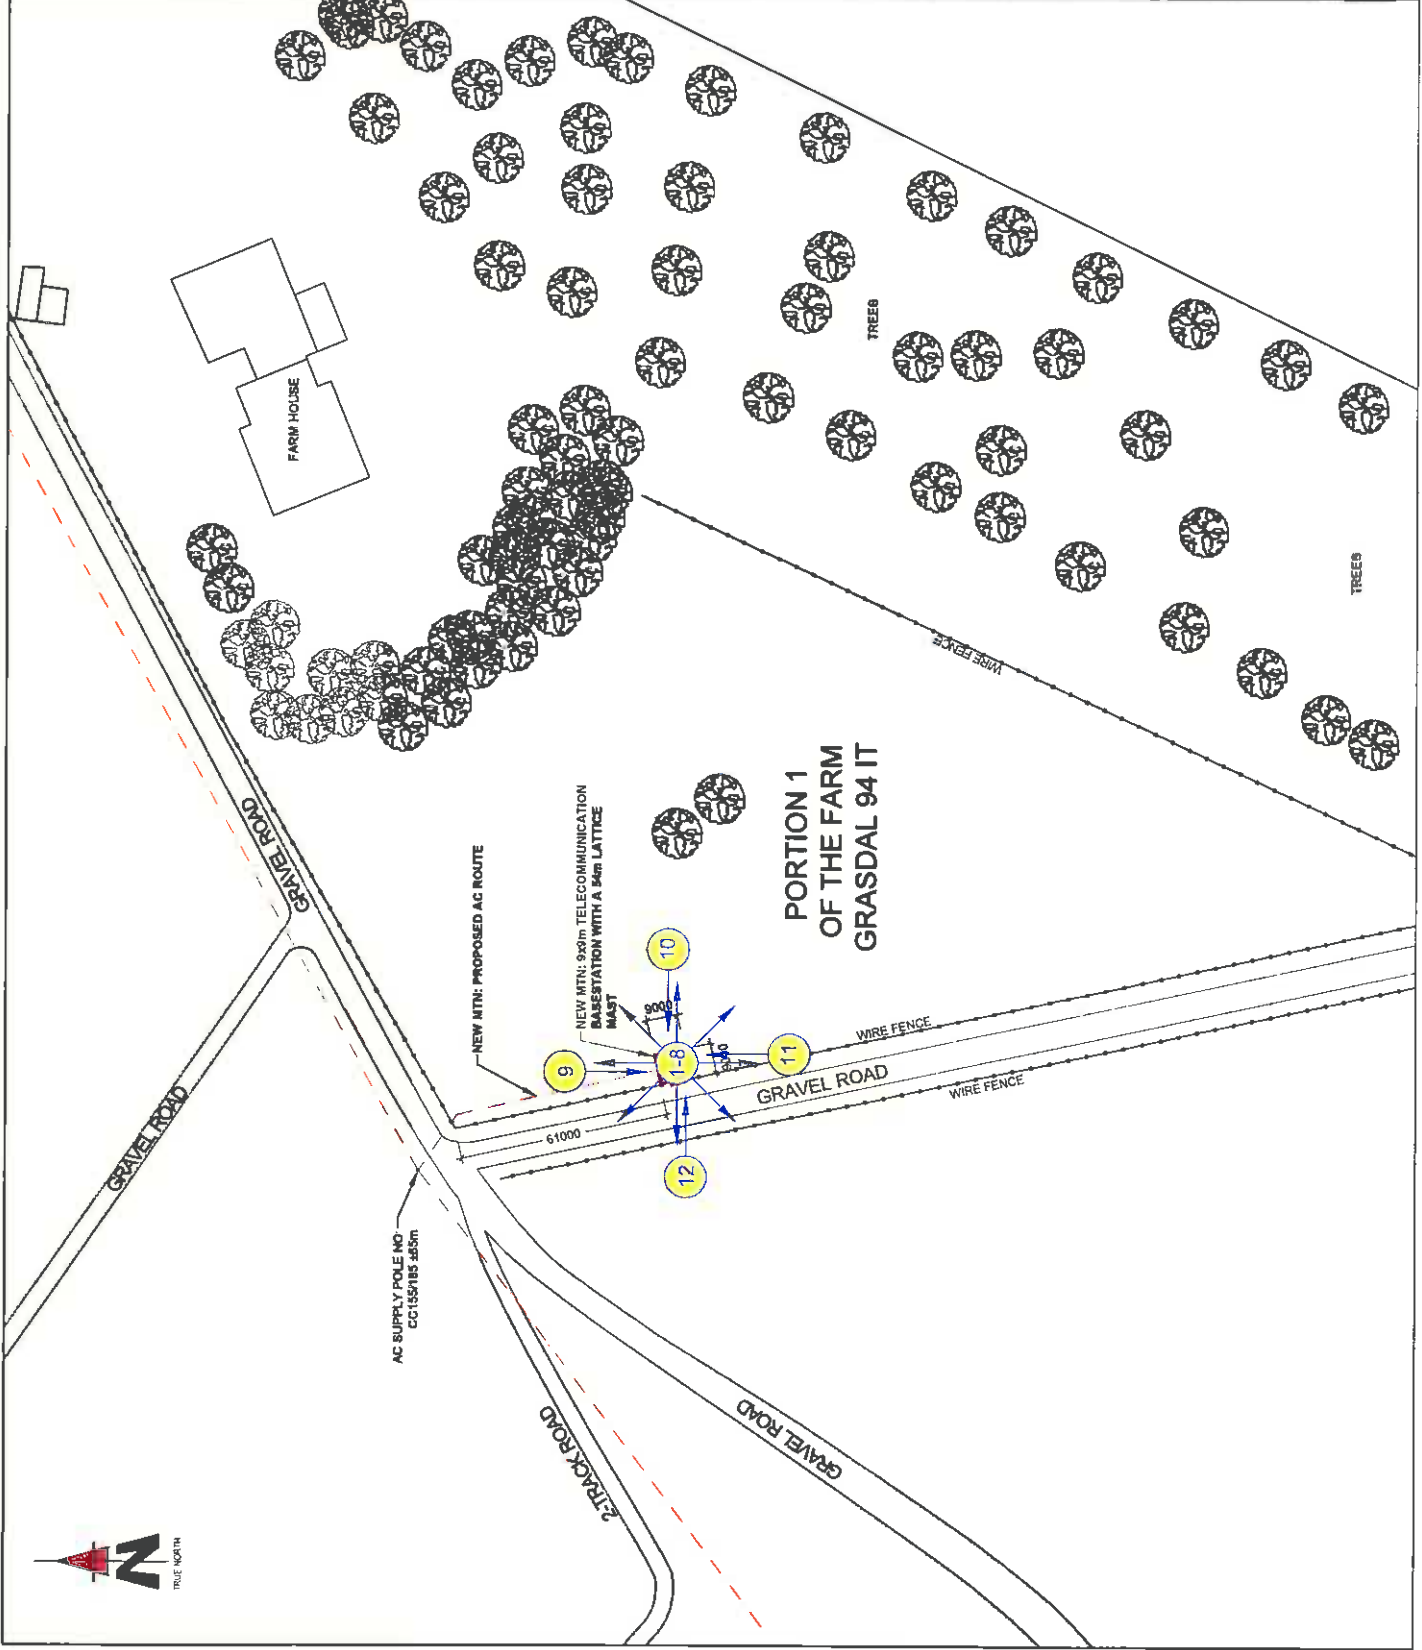 FARM HOUSE
TREES
TREES
GRAVEL ROAD
GRAVEL ROAD
WIRE FENCE
NEW MTN: PROPOSED AC ROUTE
NEW MTN: 9x9m TELECOMMUNICATION
BASESTATION WITH A 54m LATTICE
MAST
PORTION 1
OF THE FARM
GRASDAL 94 IT
9
10
1-8
11
12
9000
9000
61000
WIRE FENCE
GRAVEL ROAD
WIRE FENCE
AC SUPPLY POLE NO
CC155/185 ±65m
2-TRACK ROAD
GRAVEL ROAD
N
TRUE NORTH